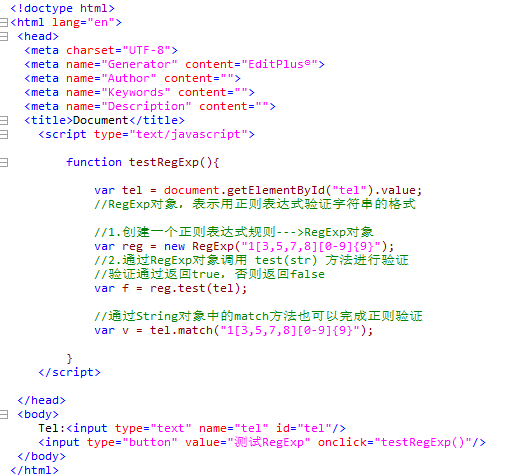 <!doctype html>
<html lang="en">
<head>
<meta charset="UTF-8">
<meta name="Generator" content="EditPlus®">
<meta name="Author" content="">
<meta name="Keywords" content="">
<meta name="Description" content="">
<title>Document</title>
<script type="text/javascript">
function testRegExp(){
var tel = document.getElementById("tel").value;
//RegExp对象，表示用正则表达式验证字符串的格式
//1.创建一个正则表达式规则--->RegExp对象
var reg = new RegExp("1[3,5,7,8][0-9]{9}");
//2.通过RegExp对象调用 test(str) 方法进行验证
//验证通过返回true，否则返回false
var f = reg.test(tel);
//通过String对象中的match方法也可以完成正则验证
var v = tel.match("1[3,5,7,8][0-9]{9}");
}
</script>
</head>
<body>
Tel:<input type="text" name="tel" id="tel"/>
<input type="button" value="测试RegExp" onclick="testRegExp()"/>
</body>
</html>